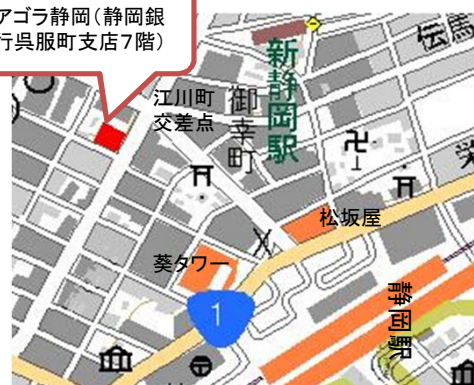 アゴラ静岡(静岡銀
行呉服町支店7階)
伝馬
新静岡駅
江川町
交差点
御幸町
栄
松坂屋
葵タワー
1
静岡駅